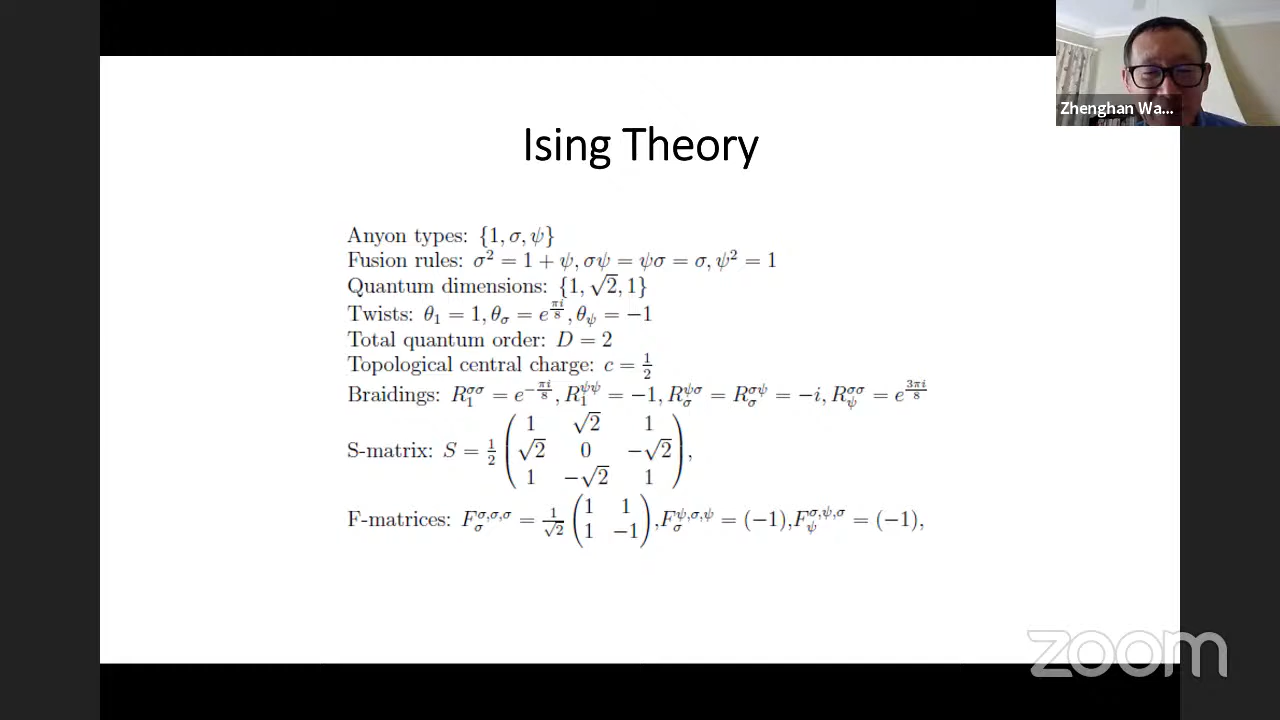 Zhenghan Wa...
Ising Theory
Anyon types: {1, σ, ψ}
Fusion rules: σ² = 1 + ψ, σψ = ψσ = σ, ψ² = 1
Quantum dimensions: {1, √2, 1}
Twists: θ₁ = 1, θ_σ = e^{πi/8}, θ_ψ = −1
Total quantum order: D = 2
Topological central charge: c = 1/2
Braidings: R_1^{σσ} = e^{−πi/8}, R_1^{ψψ} = −1, R_σ^{ψσ} = R_σ^{σψ} = −i, R_ψ^{σσ} = e^{3πi/8}
S-matrix: S = 1/2 (1 √2 1; √2 0 −√2; 1 −√2 1),
F-matrices: F_σ^{σ,σ,σ} = 1/√2 (1 1; 1 −1), F_σ^{ψ,σ,ψ} = (−1), F_ψ^{σ,ψ,σ} = (−1),
zoom